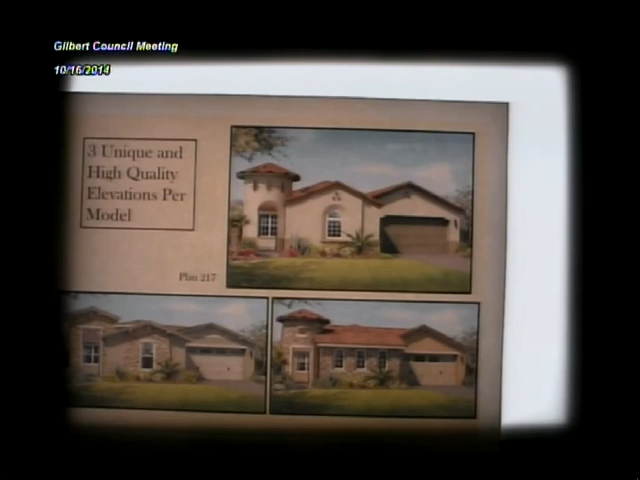 Gilbert Council Meeting
10/16/2014
3 Unique and
High Quality
Elevations Per
Model
Plan 217